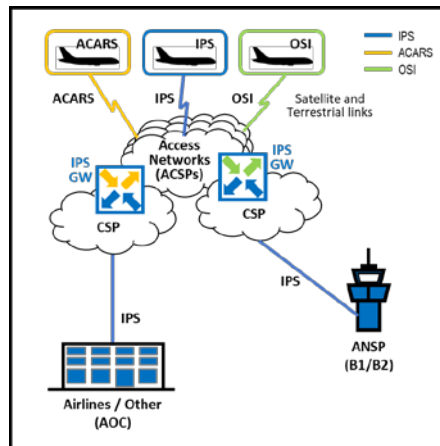 ACARS
IPS
OSI
IPS
ACARS
OSI
ACARS
IPS
OSI
Satellite and
Terrestrial links
Access
Networks
(ACSPs)
IPS
GW
IPS
GW
CSP
CSP
IPS
IPS
ANSP
(B1/B2)
Airlines / Other
(AOC)